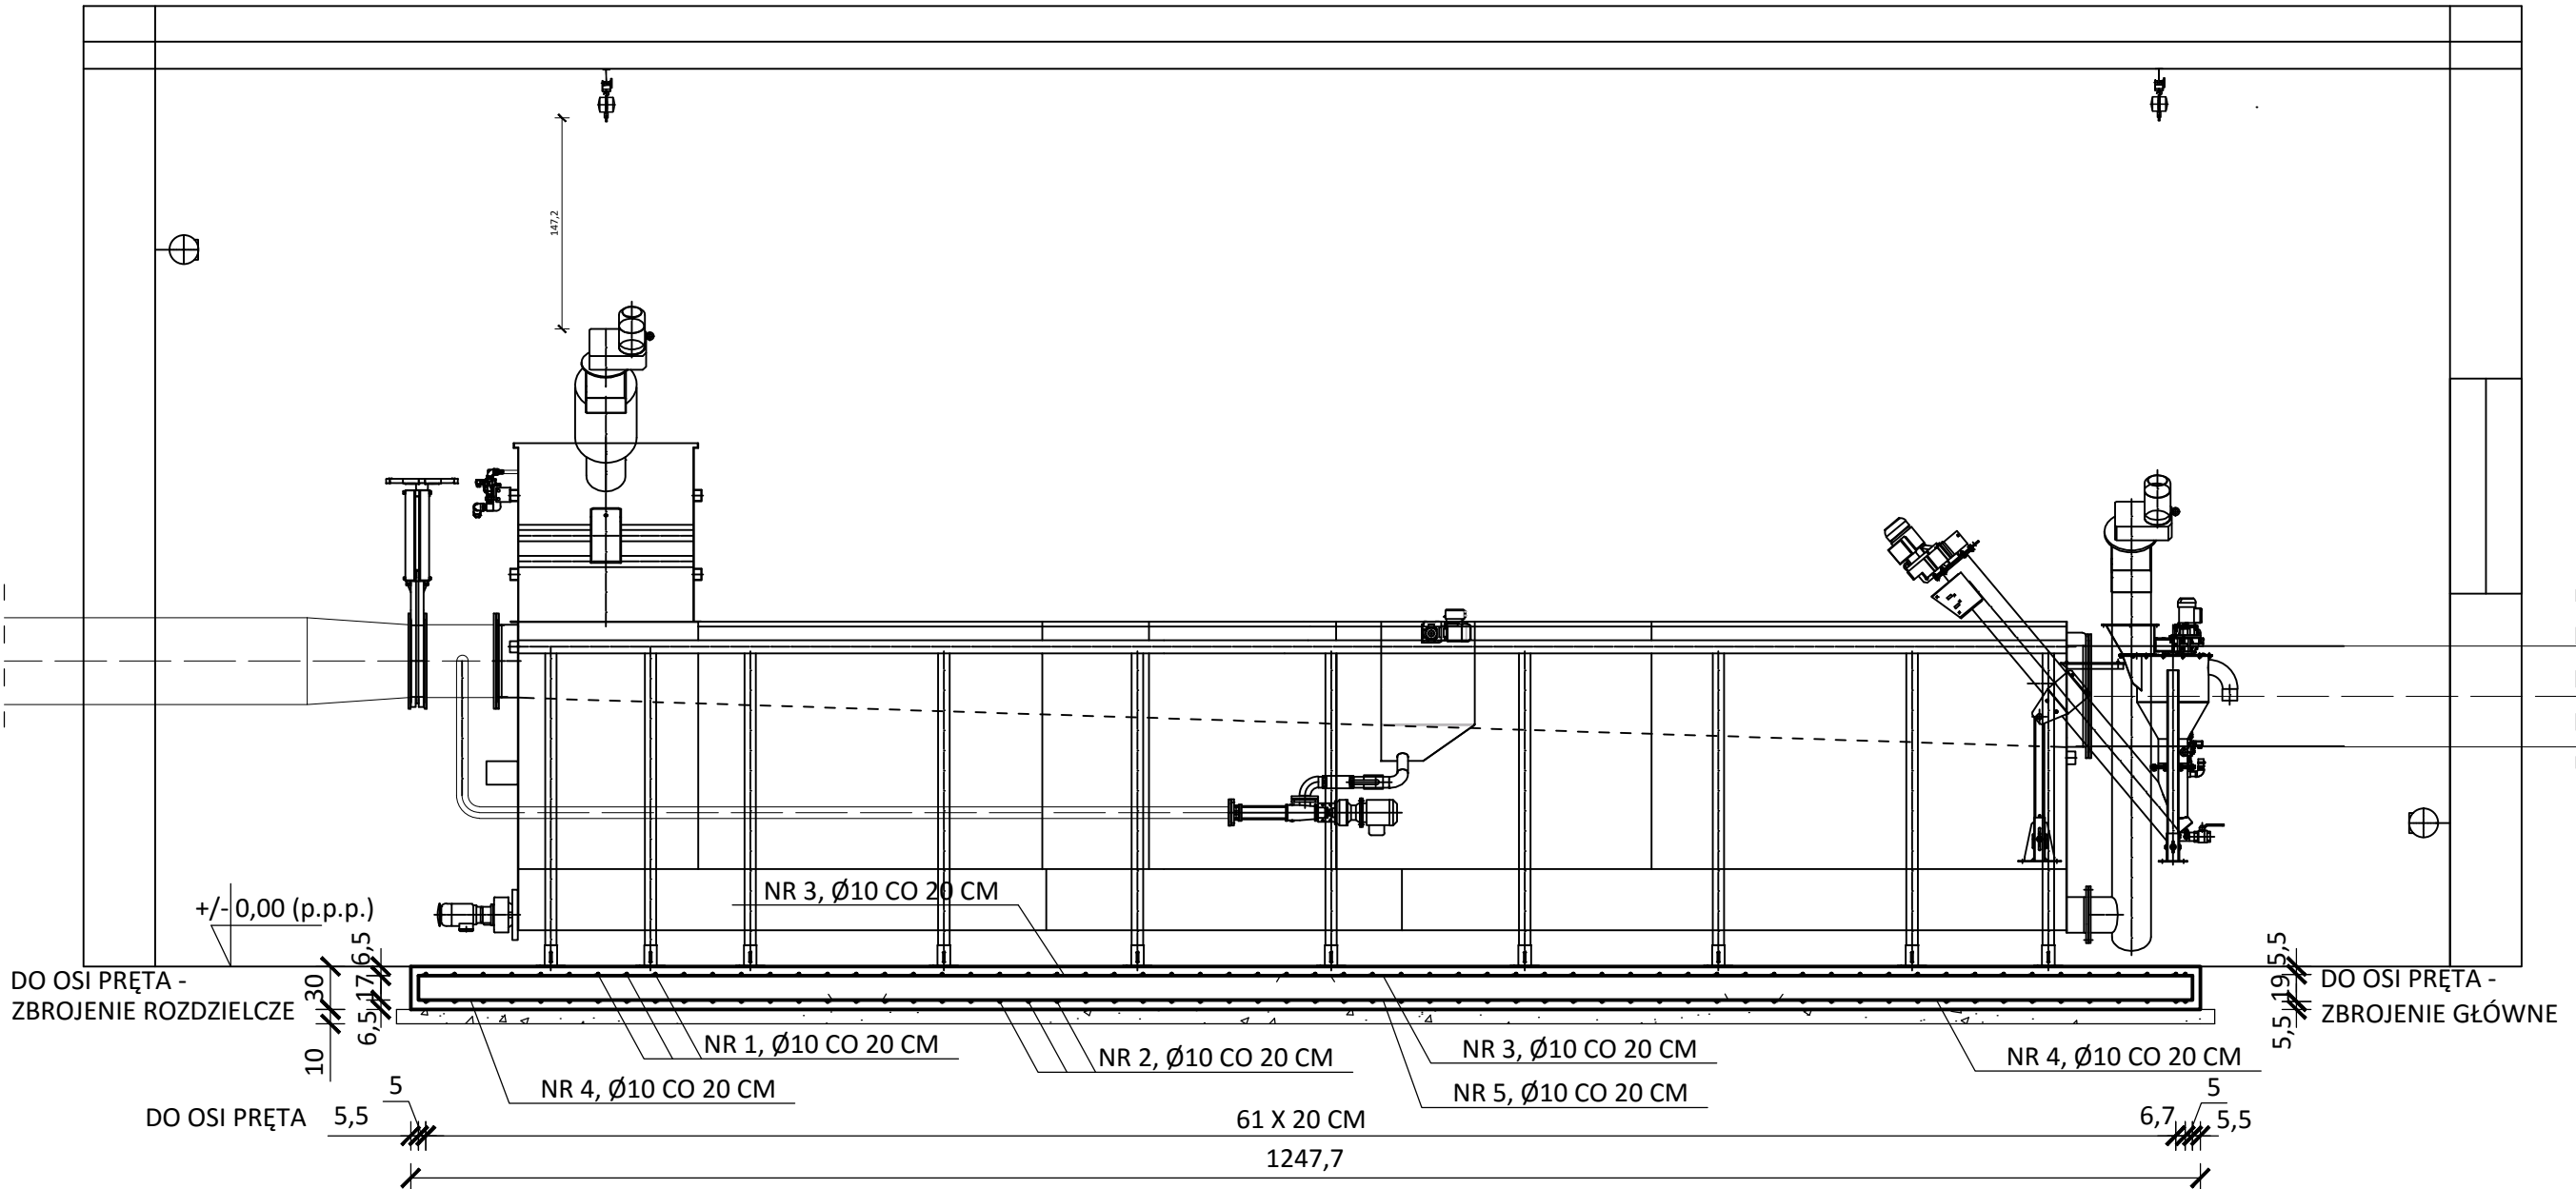 147,2
+/- 0,00 (p.p.p.)
NR 3, Ø10 CO 20 CM
DO OSI PRĘTA -
ZBROJENIE ROZDZIELCZE
30
10
6,5
17
6,5
5,5
19
5,5
DO OSI PRĘTA -
ZBROJENIE GŁÓWNE
NR 1, Ø10 CO 20 CM
NR 2, Ø10 CO 20 CM
NR 3, Ø10 CO 20 CM
NR 4, Ø10 CO 20 CM
NR 4, Ø10 CO 20 CM
NR 5, Ø10 CO 20 CM
DO OSI PRĘTA
5,5
5
61 X 20 CM
6,7
5
5,5
1247,7